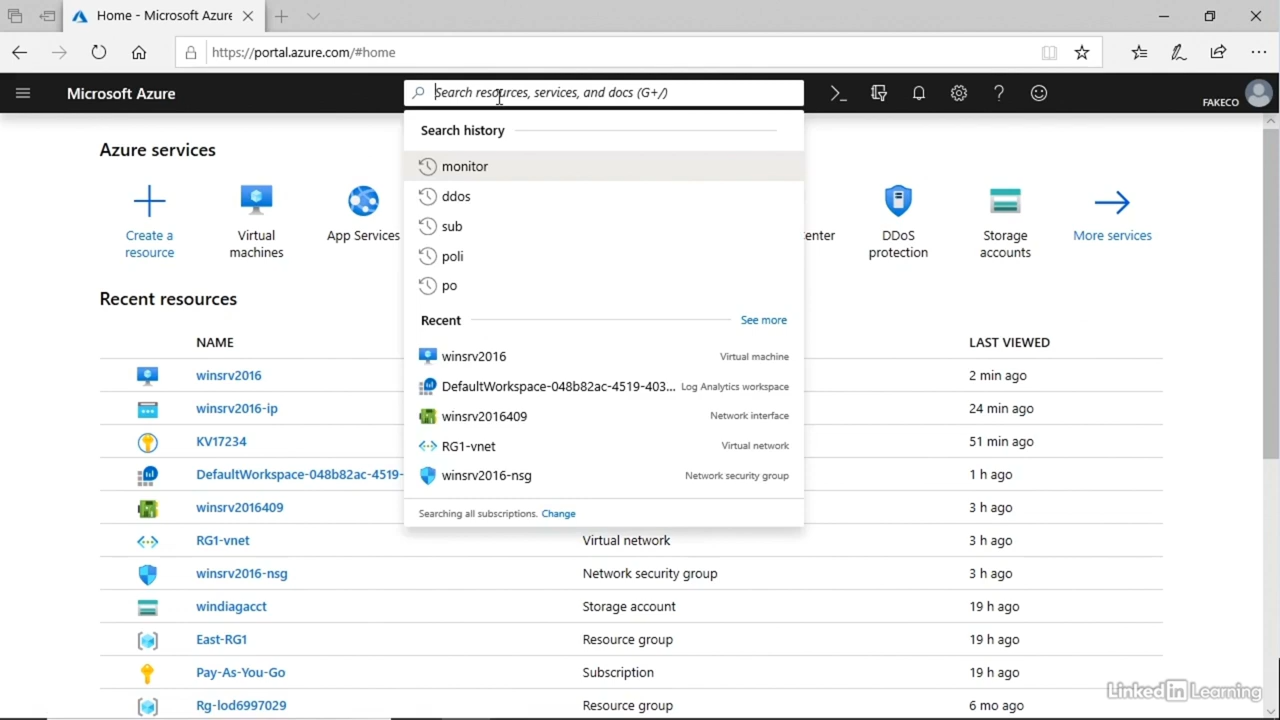 Home - Microsoft Azure
https://portal.azure.com/#home
Microsoft Azure
Search resources, services, and docs (G+/)
FAKECO
Search history
monitor
ddos
sub
poli
po
Recent
See more
winsrv2016 Virtual machine
DefaultWorkspace-048b82ac-4519-403... Log Analytics workspace
winsrv2016409 Network interface
RG1-vnet Virtual network
winsrv2016-nsg Network security group
Searching all subscriptions. Change
Azure services
Create a resource
Virtual machines
App Services
enter
DDoS protection
Storage accounts
More services
Recent resources
NAME LAST VIEWED
winsrv2016 2 min ago
winsrv2016-ip 24 min ago
KV17234 51 min ago
DefaultWorkspace-048b82ac-4519- 1 h ago
winsrv2016409 3 h ago
RG1-vnet Virtual network 3 h ago
winsrv2016-nsg Network security group 3 h ago
windiagacct Storage account 19 h ago
East-RG1 Resource group 19 h ago
Pay-As-You-Go Subscription 19 h ago
Rg-lod6997029 Resource group 6 mo ago
LinkedIn Learning